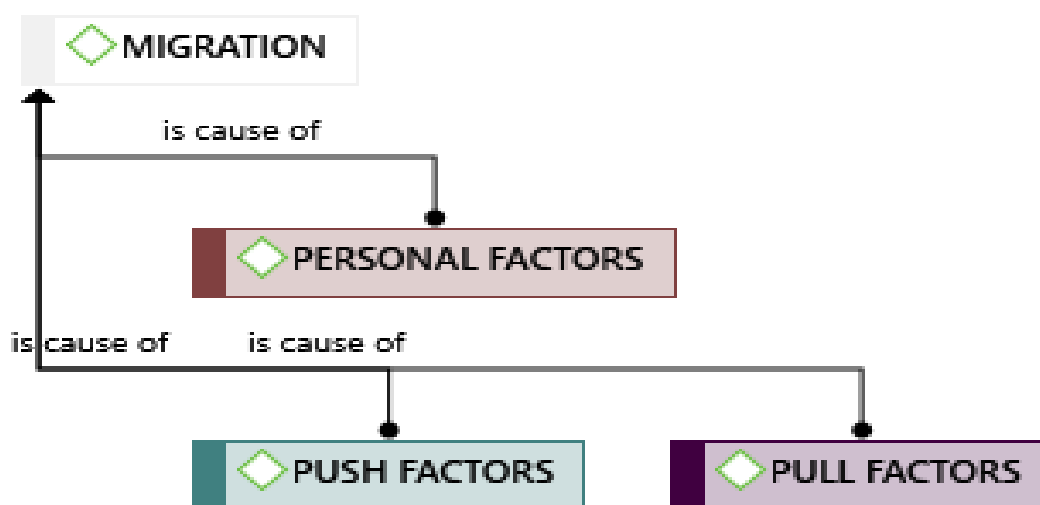 MIGRATION
is cause of
PERSONAL FACTORS
is cause of
is cause of
PUSH FACTORS
PULL FACTORS